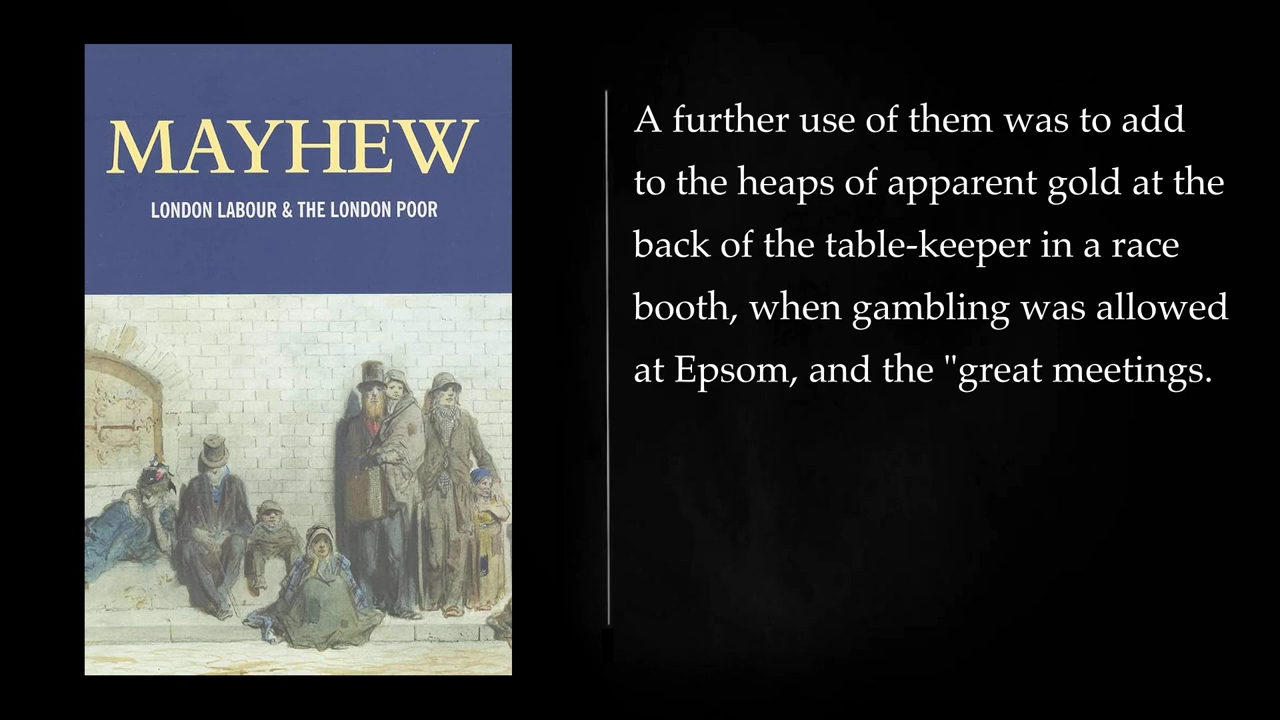 MAYHEW
LONDON LABOUR & THE LONDON POOR
A further use of them was to add
to the heaps of apparent gold at the
back of the table-keeper in a race
booth, when gambling was allowed
at Epsom, and the "great meetings.